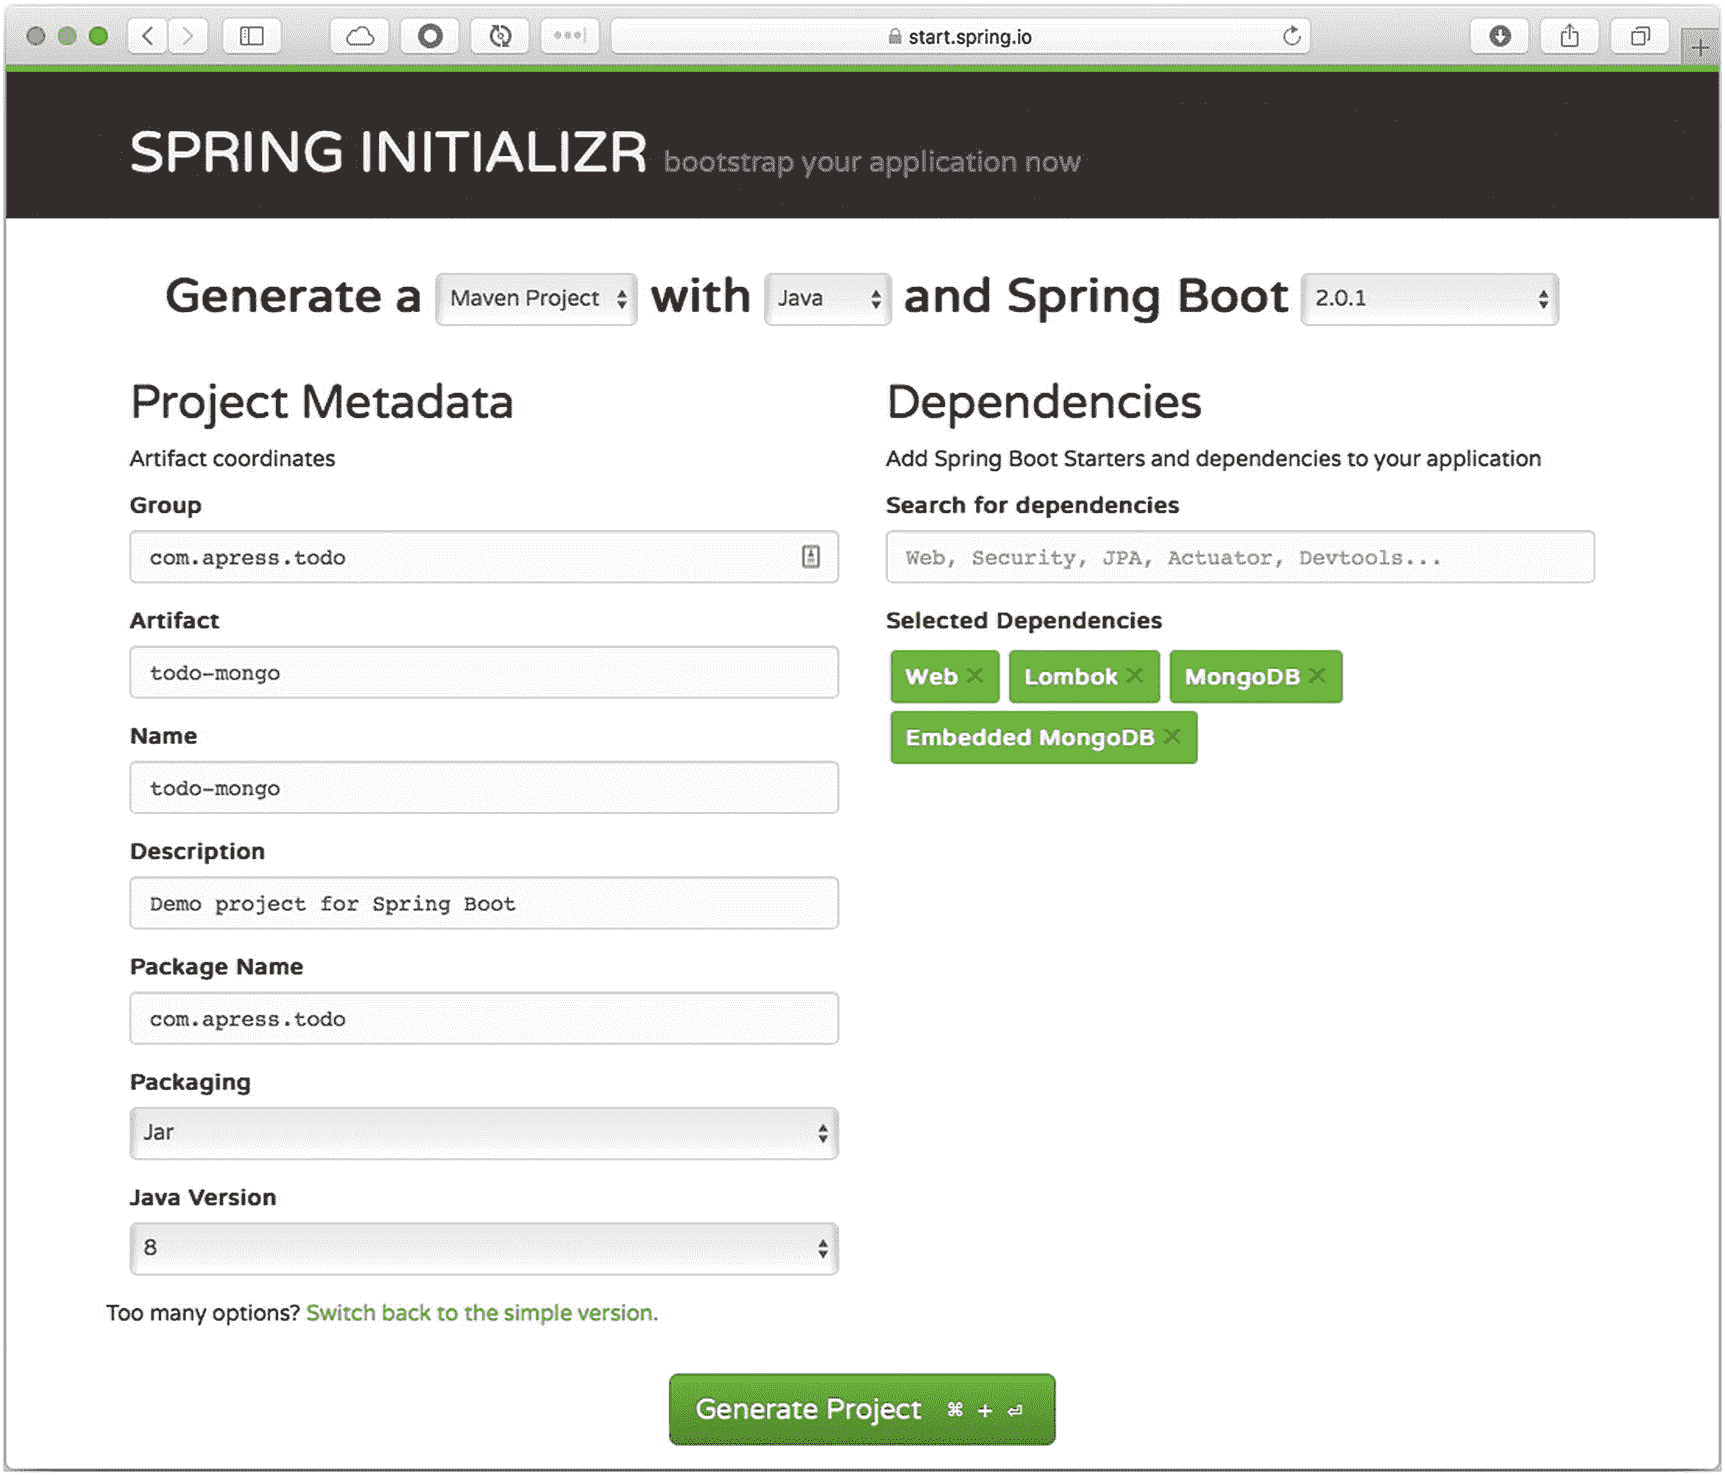 start.spring.io
SPRING INITIALIZR bootstrap your application now
Generate a Maven Project with Java and Spring Boot 2.0.1
Project Metadata
Artifact coordinates
Group
com.apress.todo
Artifact
todo-mongo
Name
todo-mongo
Description
Demo project for Spring Boot
Package Name
com.apress.todo
Packaging
Jar
Java Version
8
Too many options? Switch back to the simple version.
Dependencies
Add Spring Boot Starters and dependencies to your application
Search for dependencies
Web, Security, JPA, Actuator, Devtools...
Selected Dependencies
Web × Lombok × MongoDB ×
Embedded MongoDB ×
Generate Project ⌘ + ⏎